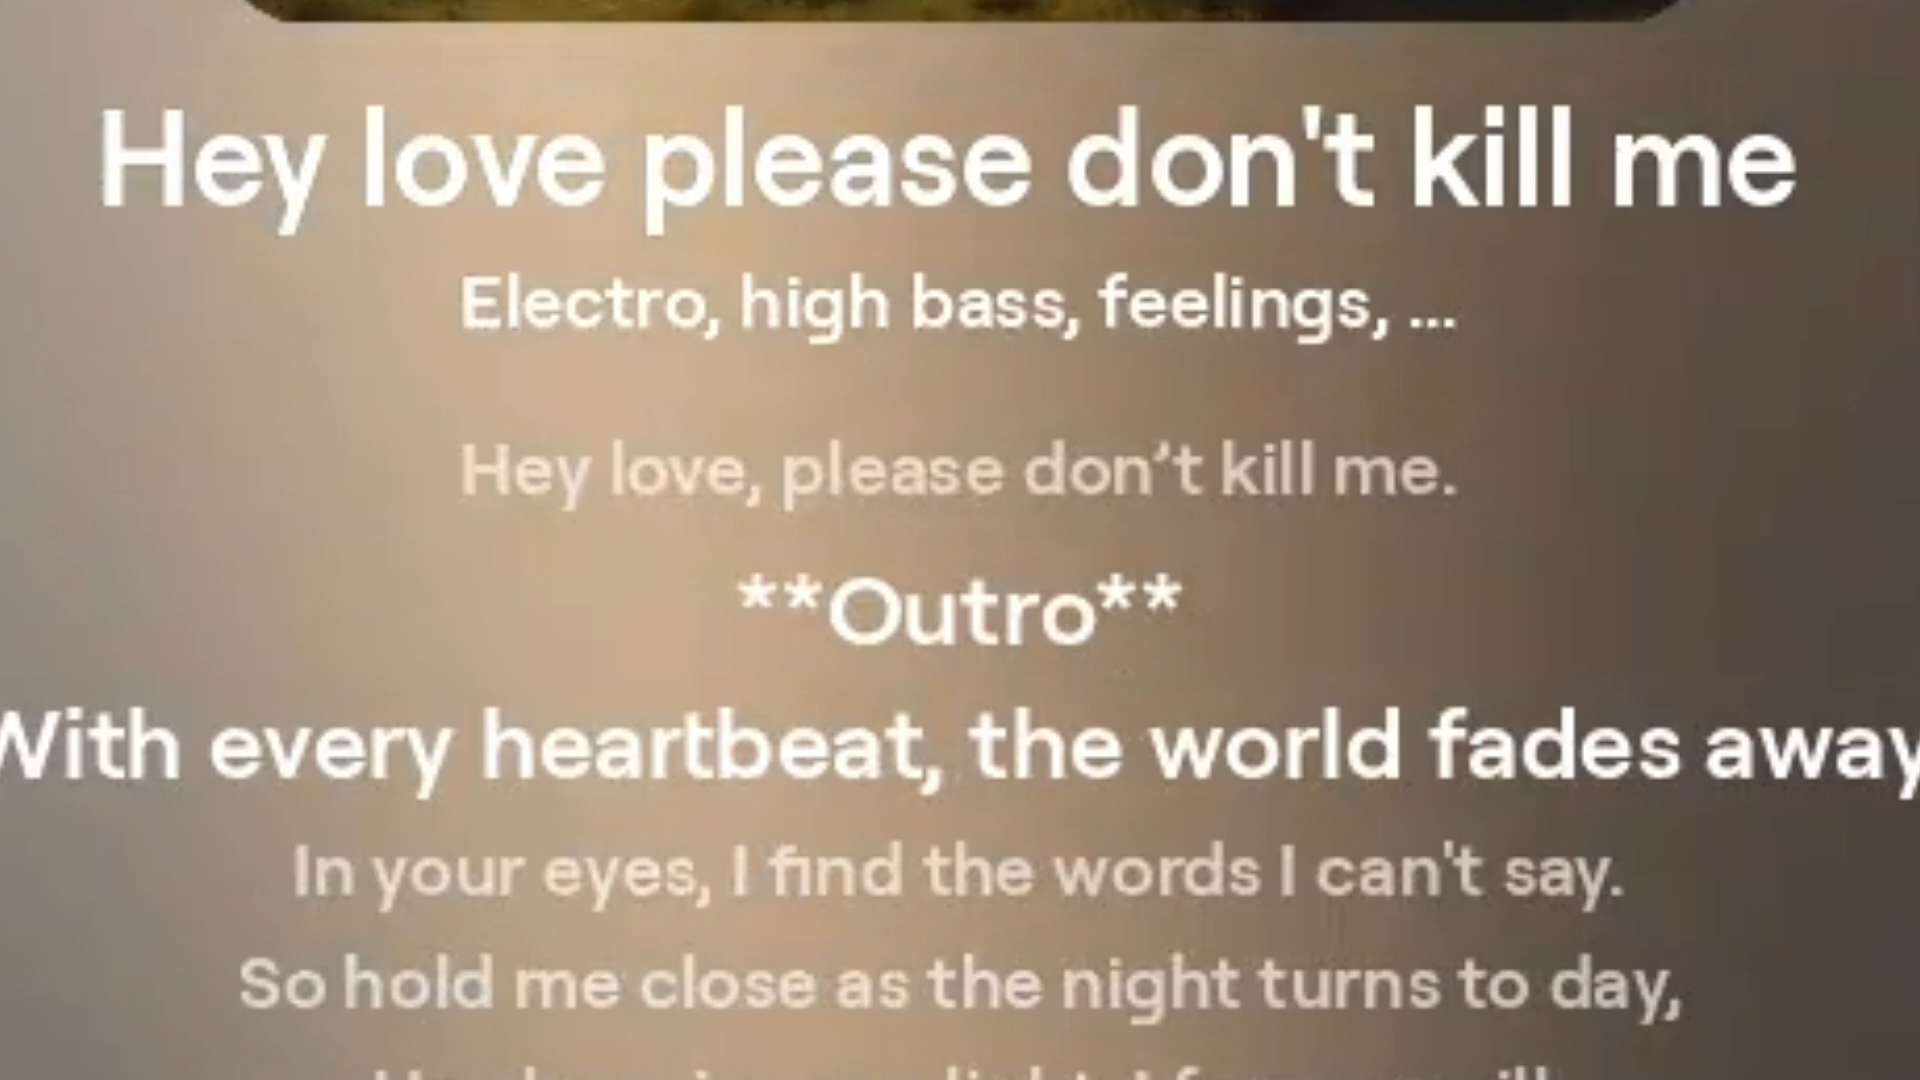 Hey love please don't kill me
Electro, high bass, feelings, ...
Hey love, please don’t kill me.
**Outro**
With every heartbeat, the world fades away
In your eyes, I find the words I can't say.
So hold me close as the night turns to day,